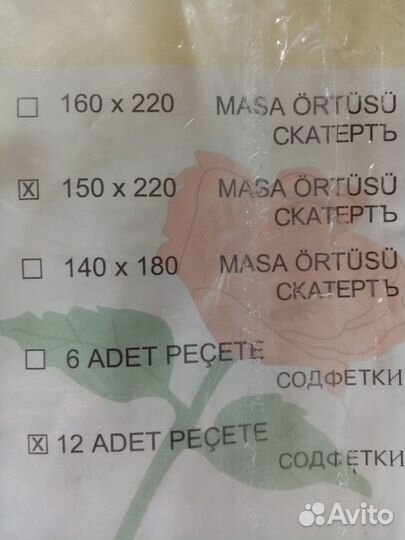 160 x 220 MASA ÖRTÜSÜ
СКАТЕРТЪ
X 150 x 220 MASA ÖRTÜSÜ
СКАТЕРТЪ
140 x 180 MASA ÖRTÜSÜ
СКАТЕРТЪ
6 ADET PEÇETE
СОДФЕТКИ
X 12 ADET PEÇETE
СОДФЕТКИ
Avito